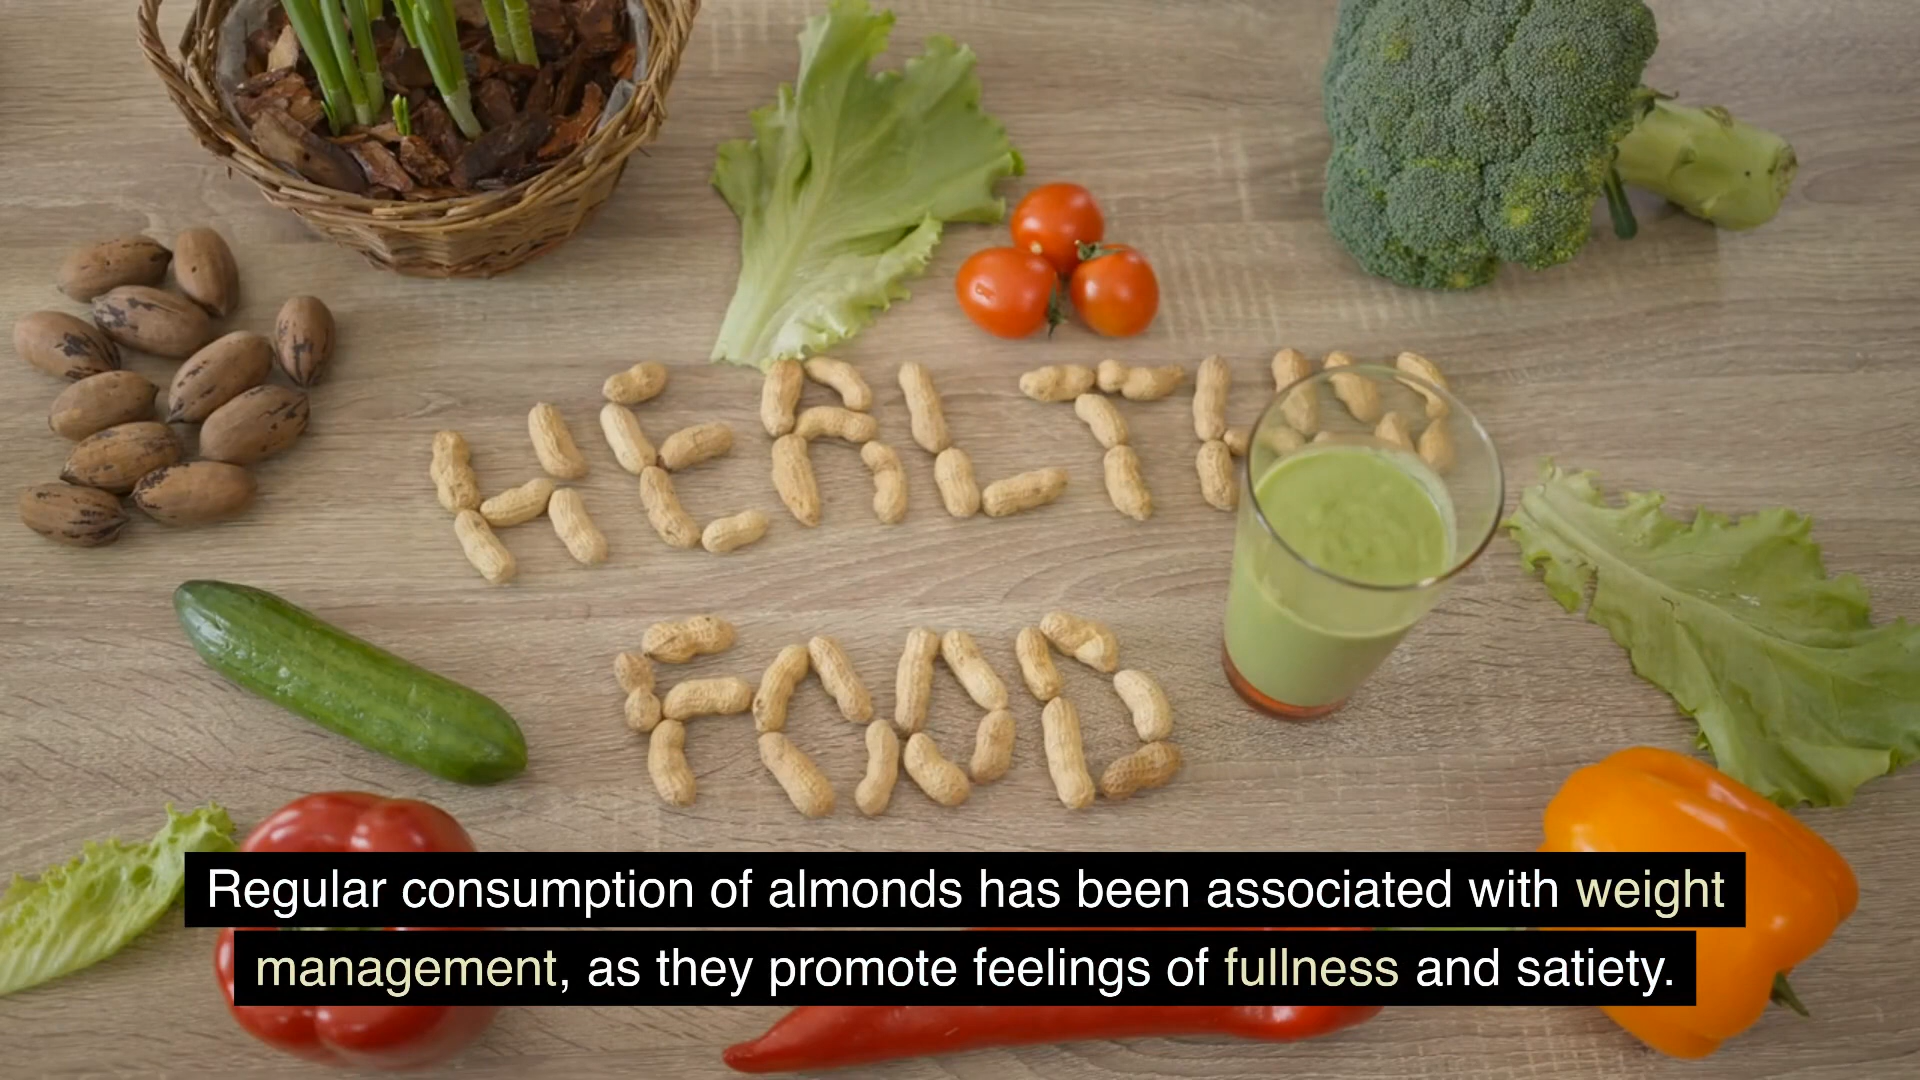 HEALTHY
FOOD
Regular consumption of almonds has been associated with weight
management, as they promote feelings of fullness and satiety.